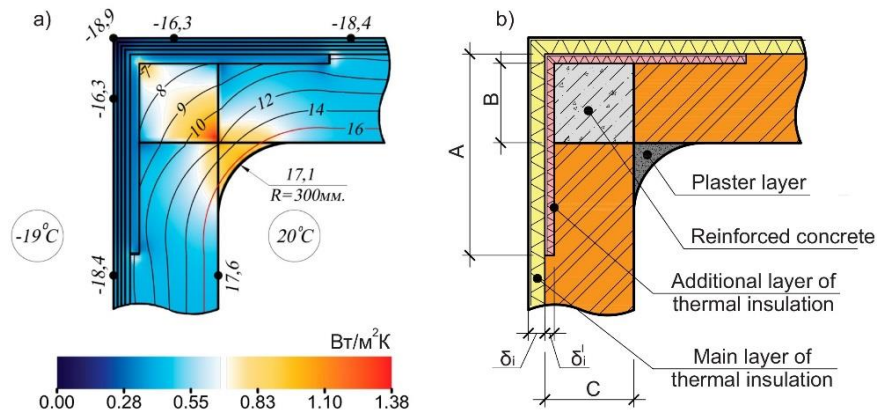 a)
-18,9
-16,3
-18,4
-16,3
7
8
9
10
12
14
16
17,1
R=300мм.
-19°C
20°C
-18,4
17,6
Вт/м²К
0.00 0.28 0.55 0.83 1.10 1.38
b)
A
B
Plaster layer
Reinforced concrete
Additional layer of
thermal insulation
Main layer of
thermal insulation
δi
δ'i
C